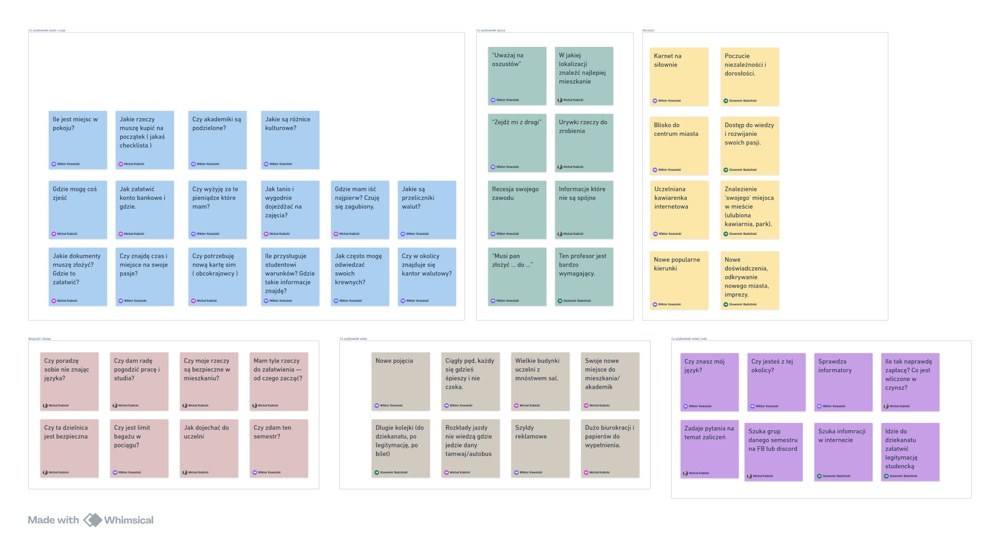 Co użytkownik myśli i czuje
Ile jest miejsc w
pokoju?
Wiktor Kowalski
Jakie rzeczy
muszę kupić na
początek ( jakaś
checklista )
Michał Kubicki
Czy akademiki są
podzielone?
Wiktor Kowalski
Jakie są różnice
kulturowe?
Wiktor Kowalski
Gdzie mogę coś
zjeść
Michał Kubicki
Jak załatwić
konto bankowe i
gdzie.
Michał Kubicki
Czy wyżyję za te
pieniądze które
mam?
Wiktor Kowalski
Jak tanio i
wygodnie
dojeżdżać na
zajęcia?
Michał Kubicki
Gdzie mam iść
najpierw? Czuję
się zagubiony.
Michał Kubicki
Jakie są
przeliczniki
walut?
Wiktor Kowalski
Jakie dokumenty
muszę złożyć?
Gdzie to
załatwić?
Michał Kubicki
Czy znajdę czas i
miejsce na swoje
pasje?
Wiktor Kowalski
Czy potrzebuję
nową kartę sim
( obcokrajowcy )
Michał Kubicki
Ile przysługuje
studentowi
warunków? Gdzie
takie informacje
znajdę?
Wiktor Kowalski
Jak często mogę
odwiedzać
swoich
krewnych?
Wiktor Kowalski
Czy w okolicy
znajduje się
kantor walutowy?
Wiktor Kowalski
Co użytkownik słyszy
"Uważaj na
oszustów"
Wiktor Kowalski
W jakiej
lokalizacji
znaleźć najlepiej
mieszkanie
Michał Kubicki
"Zejdź mi z drogi"
Wiktor Kowalski
Urywki rzeczy do
zrobienia
Michał Kubicki
Recesja swojego
zawodu
Wiktor Kowalski
Informacje które
nie są spójne
Michał Kubicki
"Musi pan
złożyć ... do ..."
Wiktor Kowalski
Ten profesor jest
bardzo
wymagający.
Sławomir Budziński
Korzyści
Karnet na
siłownie
Wiktor Kowalski
Poczucie
niezależności i
dorosłości.
Sławomir Budziński
Blisko do
centrum miasta
Wiktor Kowalski
Dostęp do wiedzy
i rozwijanie
swoich pasji.
Sławomir Budziński
Uczelniana
kawiarenka
internetowa
Wiktor Kowalski
Znalezienie
'swojego' miejsca
w mieście
(ulubiona
kawiarnia, park).
Sławomir Budziński
Nowe popularne
kierunki
Wiktor Kowalski
Nowe
doświadczenia,
odkrywanie
nowego miasta,
imprezy.
Sławomir Budziński
Bolączki i obawy
Czy poradzę
sobie nie znając
języka?
Michał Kubicki
Czy dam radę
pogodzić pracę i
studia?
Michał Kubicki
Czy moje rzeczy
są bezpieczne w
mieszkaniu?
Michał Kubicki
Mam tyle rzeczy
do załatwienia —
od czego zacząć?
Michał Kubicki
Czy ta dzielnica
jest bezpieczna
Michał Kubicki
Czy jest limit
bagażu w
pociągu?
Wiktor Kowalski
Jak dojechać do
uczelni
Michał Kubicki
Czy zdam ten
semestr?
Wiktor Kowalski
Co użytkownik widzi
Nowe pojęcia
Wiktor Kowalski
Ciągły pęd, każdy
się gdzieś
śpieszy i nie
czeka.
Wiktor Kowalski
Wielkie budynki
uczelni z
mnóstwem sal.
Michał Kubicki
Swoje nowe
miejsce do
mieszkania/
akademik
Michał Kubicki
Długie kolejki (do
dziekanatu, po
legitymację, po
bilet)
Sławomir Budziński
Rozkłady jazdy
nie wiedzą gdzie
jedzie dany
tamwaj/autobus
Michał Kubicki
Szyldy
reklamowe
Wiktor Kowalski
Dużo biurokracji i
papierów do
wypełnienia.
Michał Kubicki
Co użytkownik mówi i robi
Czy znasz mój
język?
Wiktor Kowalski
Czy jesteś z tej
okolicy?
Wiktor Kowalski
Sprawdza
informatory
Wiktor Kowalski
Ile tak naprawdę
zapłacę? Co jest
wliczone w
czynsz?
Michał Kubicki
Zadaje pytania na
temat zaliczeń
Michał Kubicki
Szuka grup
danego semestru
na FB lub discord
Michał Kubicki
Szuka infomracji
w internecie
Sławomir Budziński
Idzie do
dziekanatu
załatwić
legitymację
studencką
Sławomir Budziński
Made with Whimsical